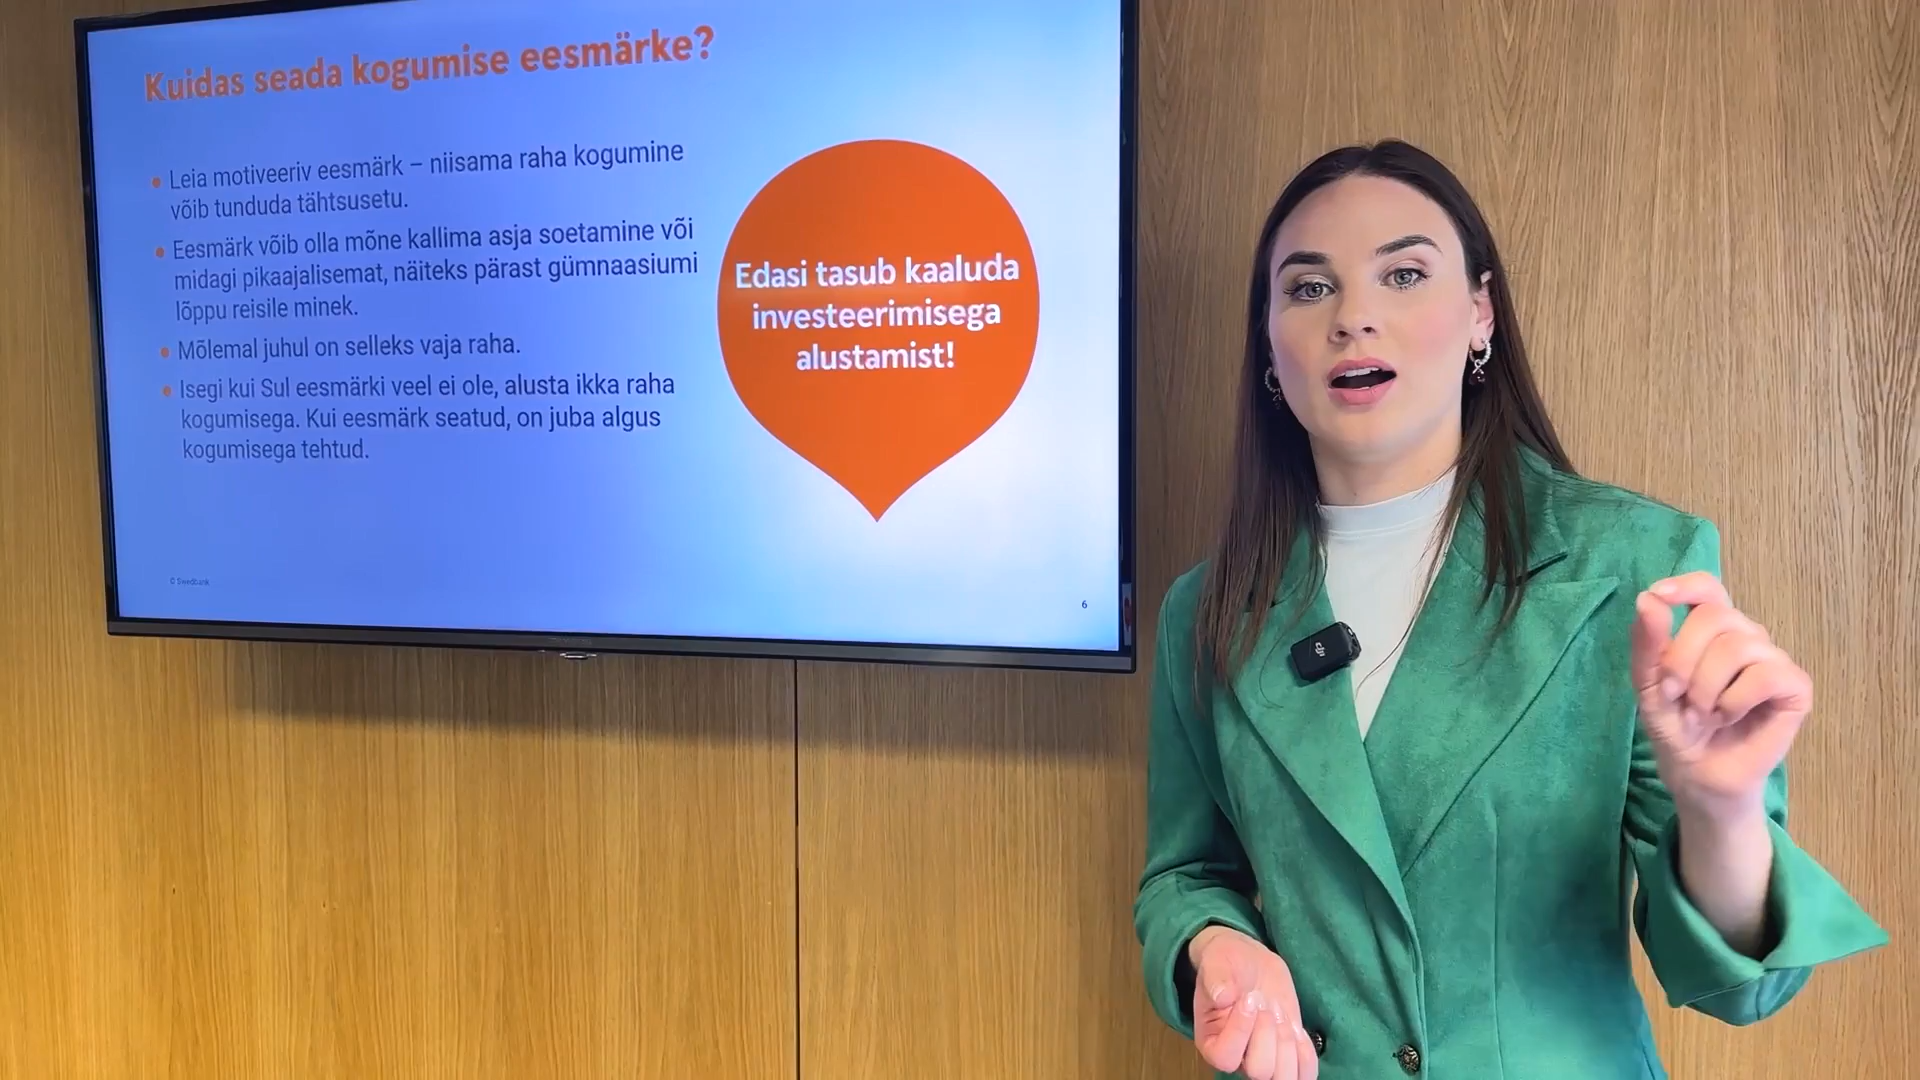 Kuidas seada kogumise eesmärke?
• Leia motiveeriv eesmärk – niisama raha kogumine
võib tunduda tähtsusetu.
• Eesmärk võib olla mõne kallima asja soetamine või
midagi pikaajalisemat, näiteks pärast gümnaasiumi
lõppu reisile minek.
• Mõlemal juhul on selleks vaja raha.
• Isegi kui Sul eesmärki veel ei ole, alusta ikka raha
kogumisega. Kui eesmärk seatud, on juba algus
kogumisega tehtud.
Edasi tasub kaaluda
investeerimisega
alustamist!
© Swedbank
6
dji